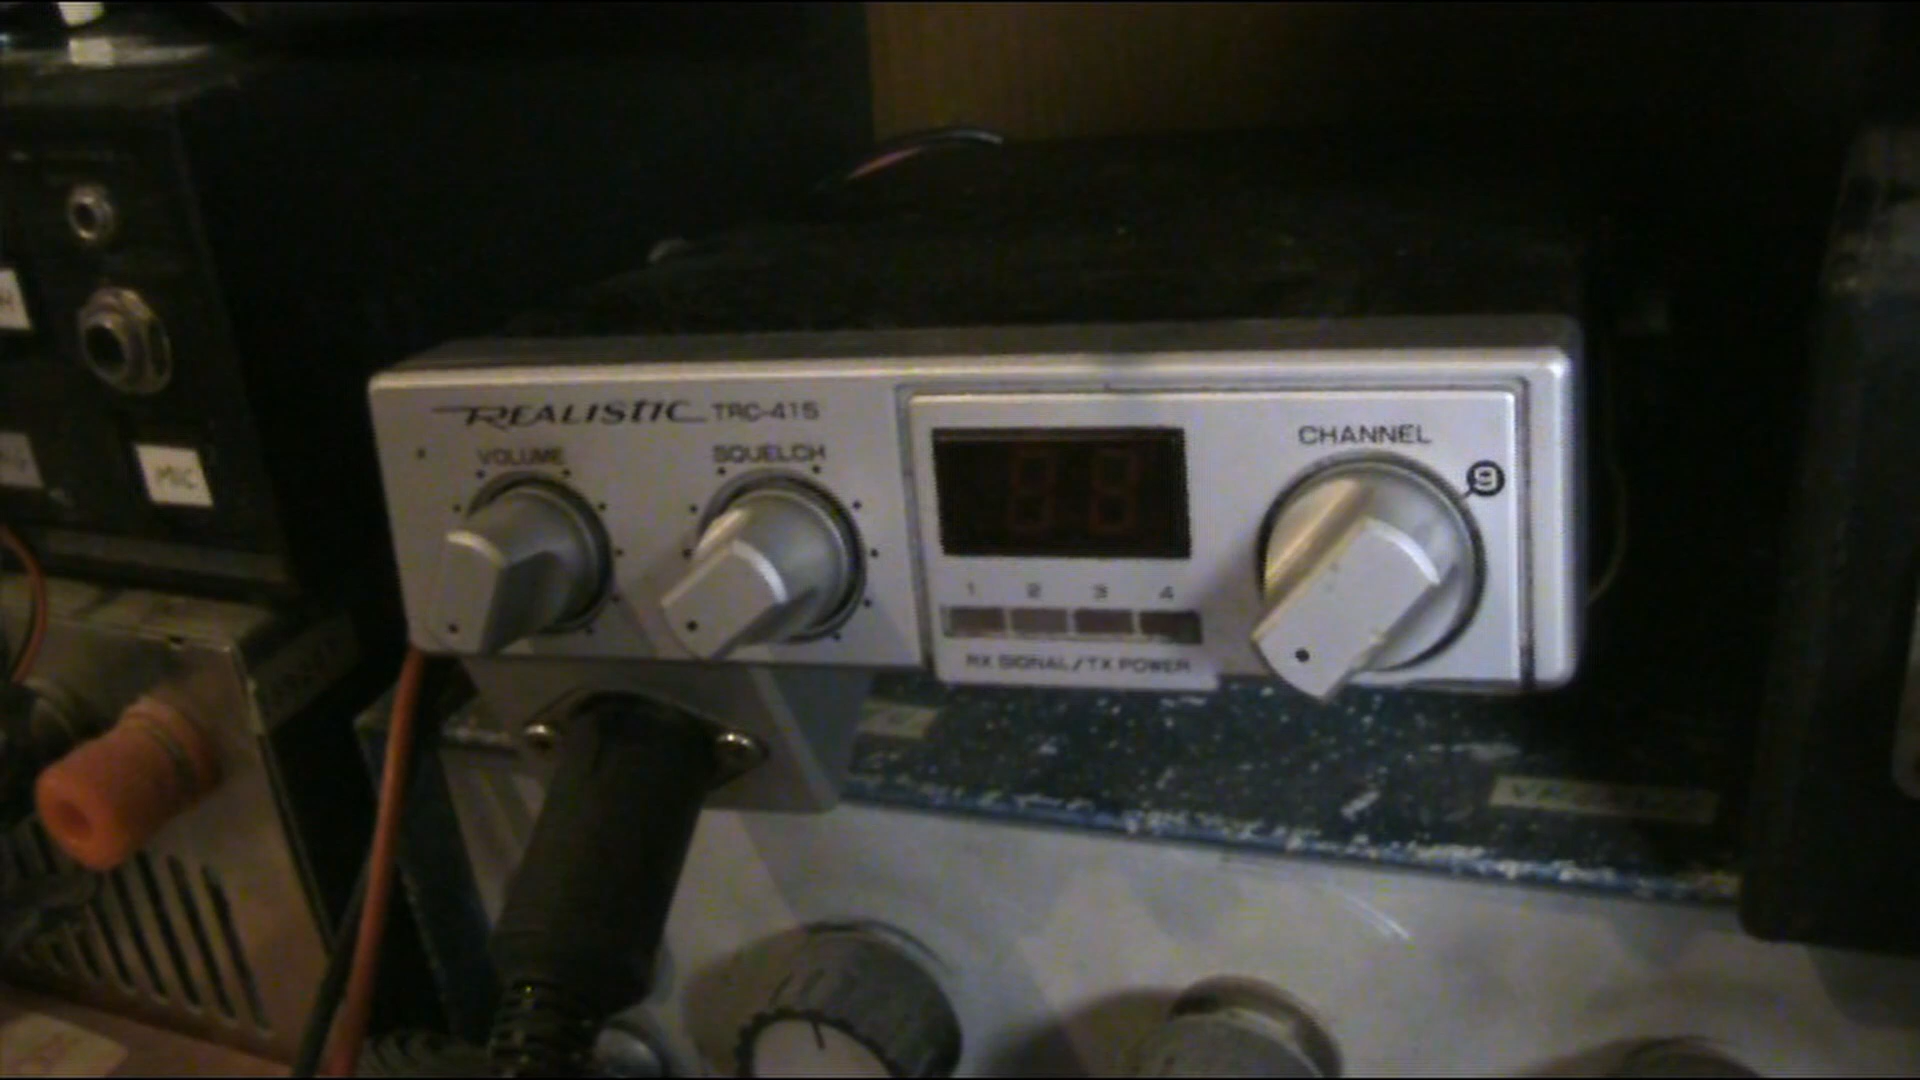 REALISTIC TRC-415
VOLUME
SQUELCH
CHANNEL
9
1 2 3 4
RX SIGNAL/TX POWER
MIC